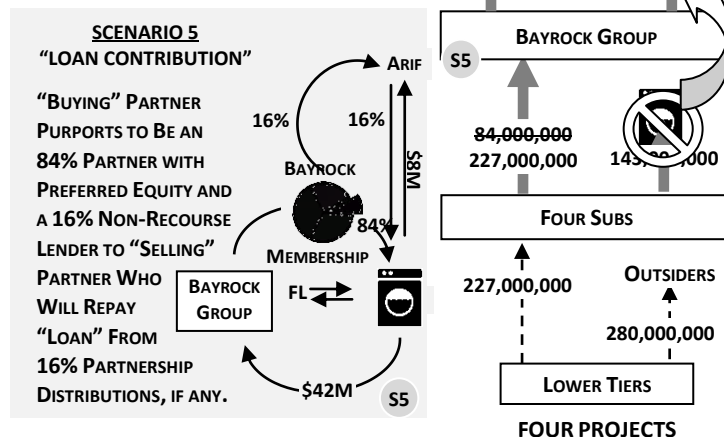 SCENARIO 5
"LOAN CONTRIBUTION"
"BUYING" PARTNER
PURPORTS TO BE AN
84% PARTNER WITH
PREFERRED EQUITY AND
A 16% NON-RECOURSE
LENDER TO "SELLING"
PARTNER WHO
WILL REPAY
"LOAN" FROM
16% PARTNERSHIP
DISTRIBUTIONS, IF ANY.
ARIF
16%
16%
$8M
BAYROCK
84%
MEMBERSHIP
BAYROCK
GROUP
FL
$42M
S5
BAYROCK GROUP
S5
84,000,000
227,000,000
FOUR SUBS
227,000,000
OUTSIDERS
280,000,000
LOWER TIERS
FOUR PROJECTS